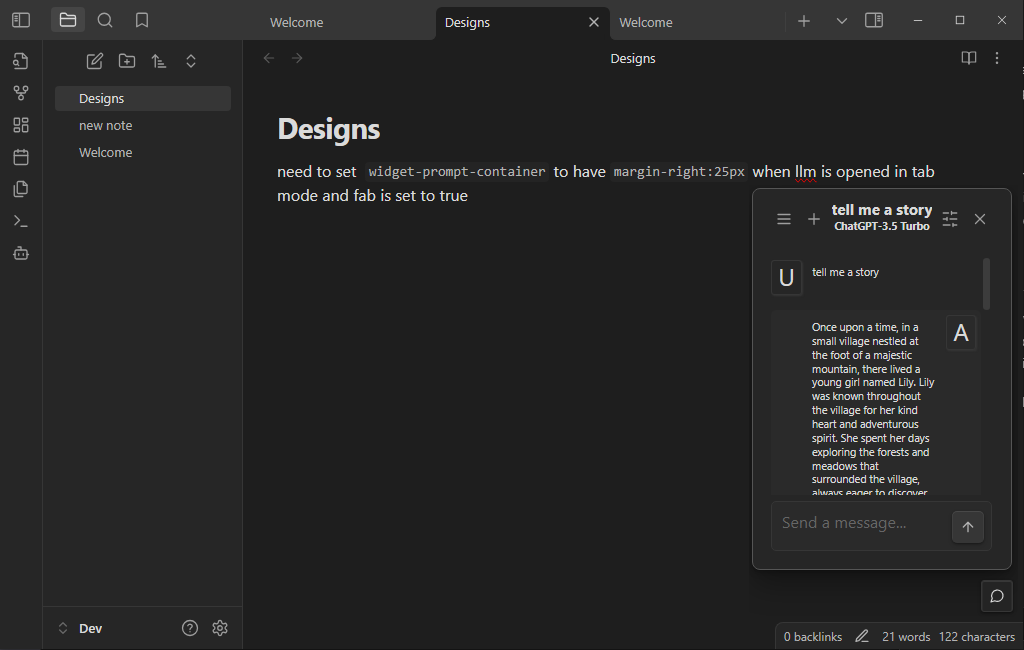 Welcome
Designs
Welcome
Designs
new note
Welcome
Designs
Designs
need to set widget-prompt-container to have margin-right:25px when llm is opened in tab
mode and fab is set to true
tell me a story
ChatGPT-3.5 Turbo
U
tell me a story
A
Once upon a time, in a
small village nestled at
the foot of a majestic
mountain, there lived a
young girl named Lily. Lily
was known throughout
the village for her kind
heart and adventurous
spirit. She spent her days
exploring the forests and
meadows that
surrounded the village,
always eager to discover
Send a message...
Dev
0 backlinks
21 words
122 characters